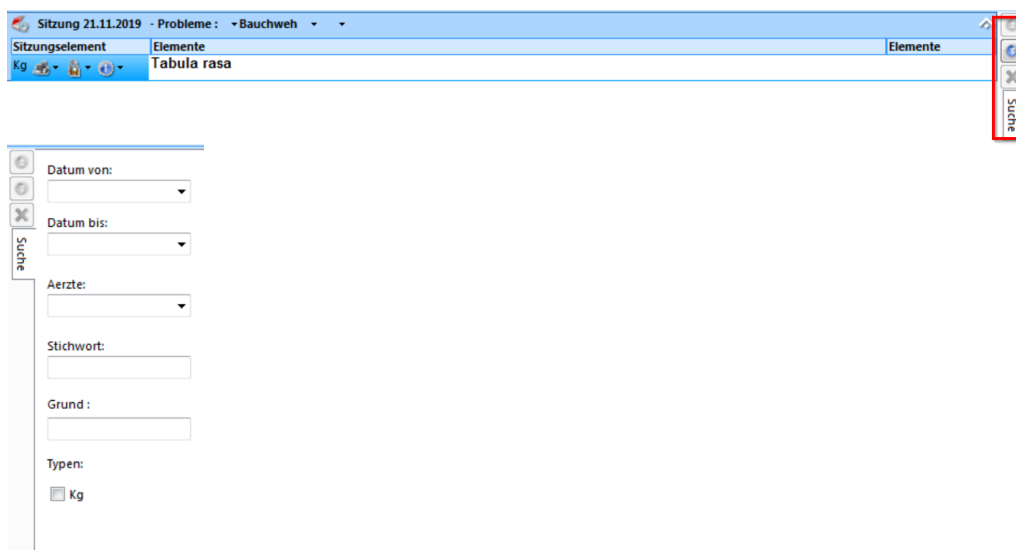 Sitzung 21.11.2019 - Probleme : Bauchweh
Sitzungselement Elemente Elemente
Kg Tabula rasa
Suche
Datum von:
Datum bis:
Suche
Aerzte:
Stichwort:
Grund :
Typen:
Kg